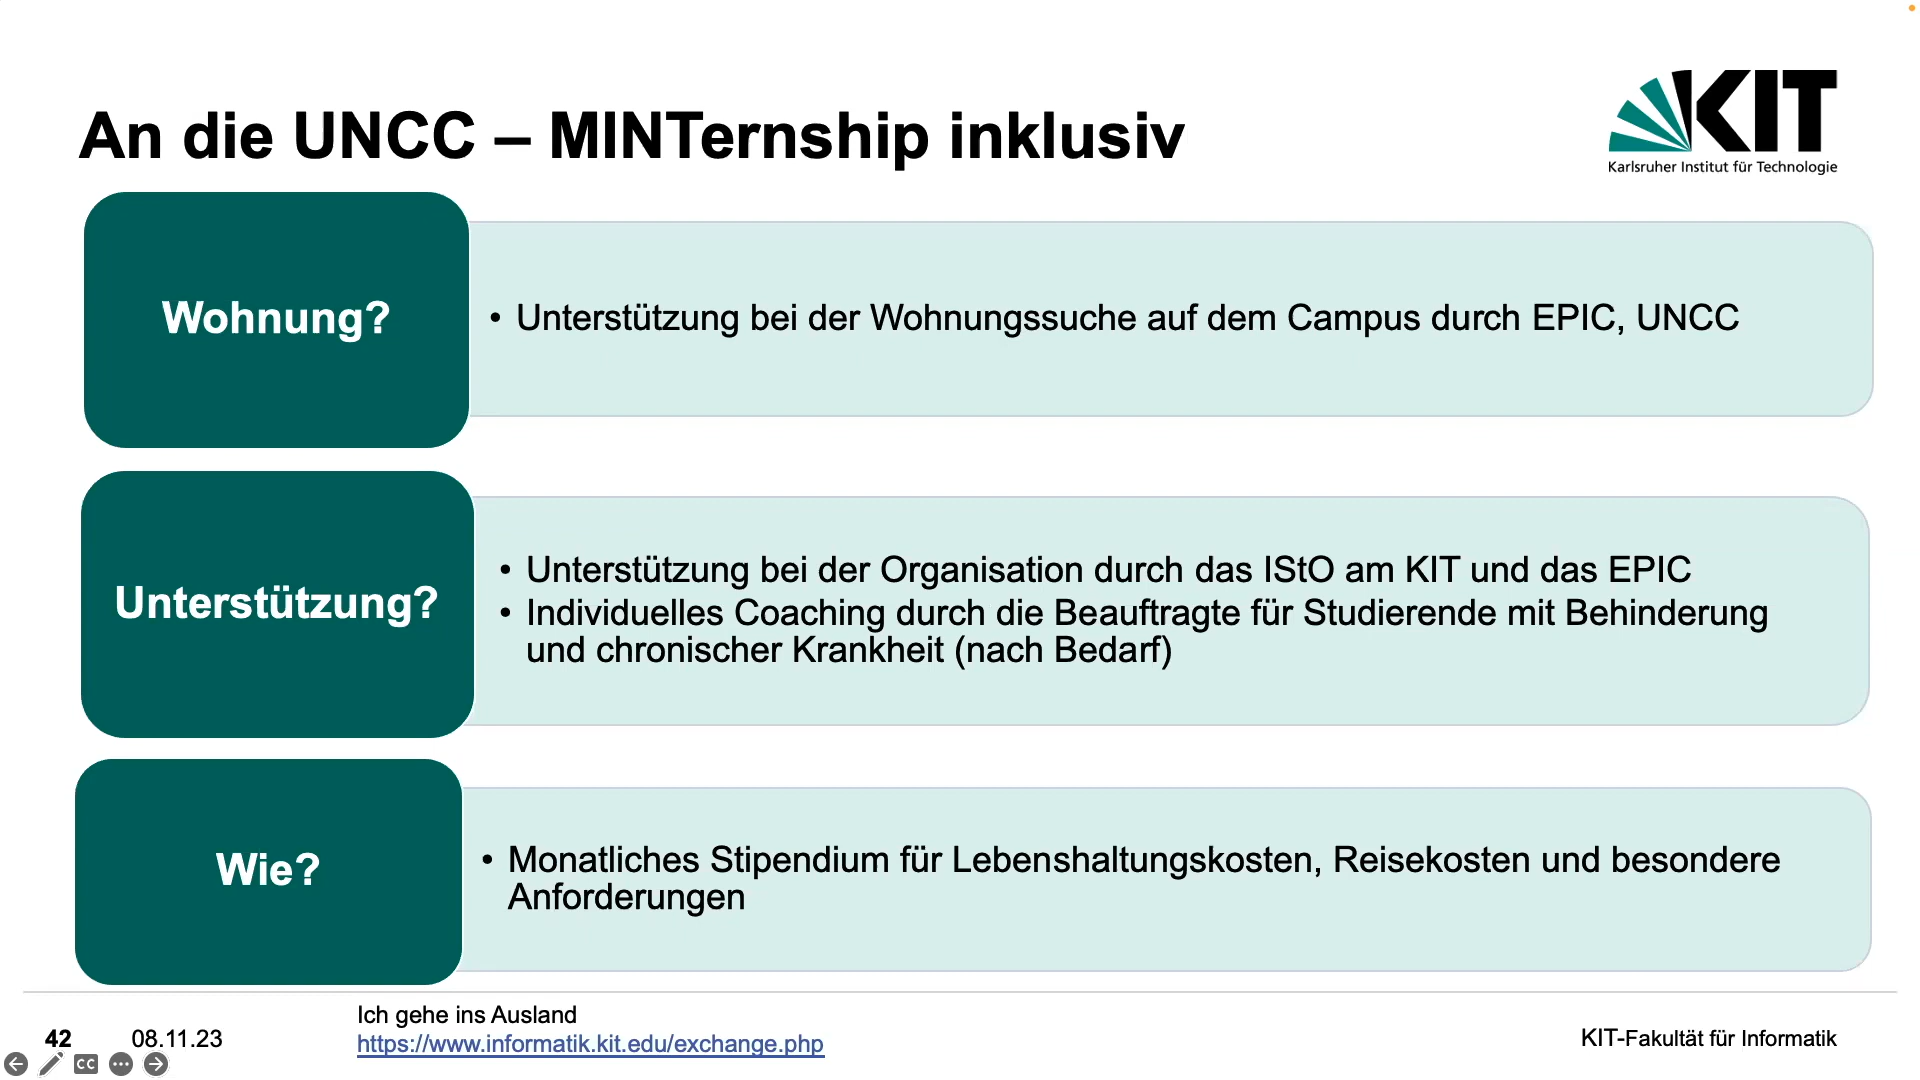 An die UNCC – MINTernship inklusiv
KIT
Karlsruher Institut für Technologie
Wohnung?
• Unterstützung bei der Wohnungssuche auf dem Campus durch EPIC, UNCC
Unterstützung?
• Unterstützung bei der Organisation durch das IStO am KIT und das EPIC
• Individuelles Coaching durch die Beauftragte für Studierende mit Behinderung
und chronischer Krankheit (nach Bedarf)
Wie?
• Monatliches Stipendium für Lebenshaltungskosten, Reisekosten und besondere
Anforderungen
42
08.11.23
Ich gehe ins Ausland
https://www.informatik.kit.edu/exchange.php
KIT-Fakultät für Informatik
CC